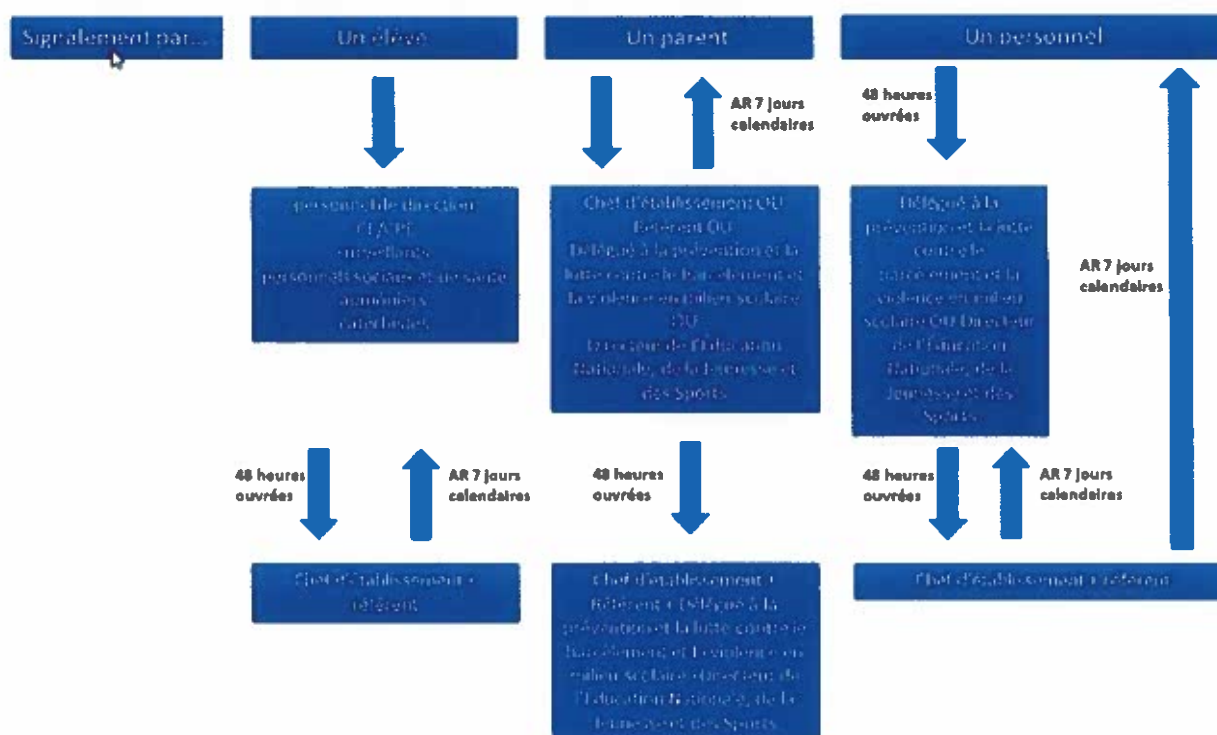 Signalement par...
Un élève
Un parent
Un personnel
AR 7 jours
calendaires
48 heures
ouvrées
personnel de direction
CE/CPE
surveillants
personnels sociaux et de santé
aumôniers
catéchistes
Chef d'établissement OU
Référent OU
Délégué à la prévention et la
lutte contre le harcèlement et
la violence en milieu scolaire
OU
Directeur de l'Education
Nationale, de la Jeunesse et
des Sports
Délégué à la
prévention et la lutte
contre le
harcèlement et la
violence en milieu
scolaire OU Directeur
de l'Education
Nationale, de la
Jeunesse et des
Sports
AR 7 jours
calendaires
48 heures
ouvrées
AR 7 jours
calendaires
48 heures
ouvrées
48 heures
ouvrées
AR 7 jours
calendaires
Chef d'établissement +
référent
Chef d'établissement +
Référent + Délégué à la
prévention et la lutte contre le
harcèlement et la violence en
milieu scolaire +Directeur de
l'Education Nationale, de la
Jeunesse et des Sports
Chef d'établissement + référent